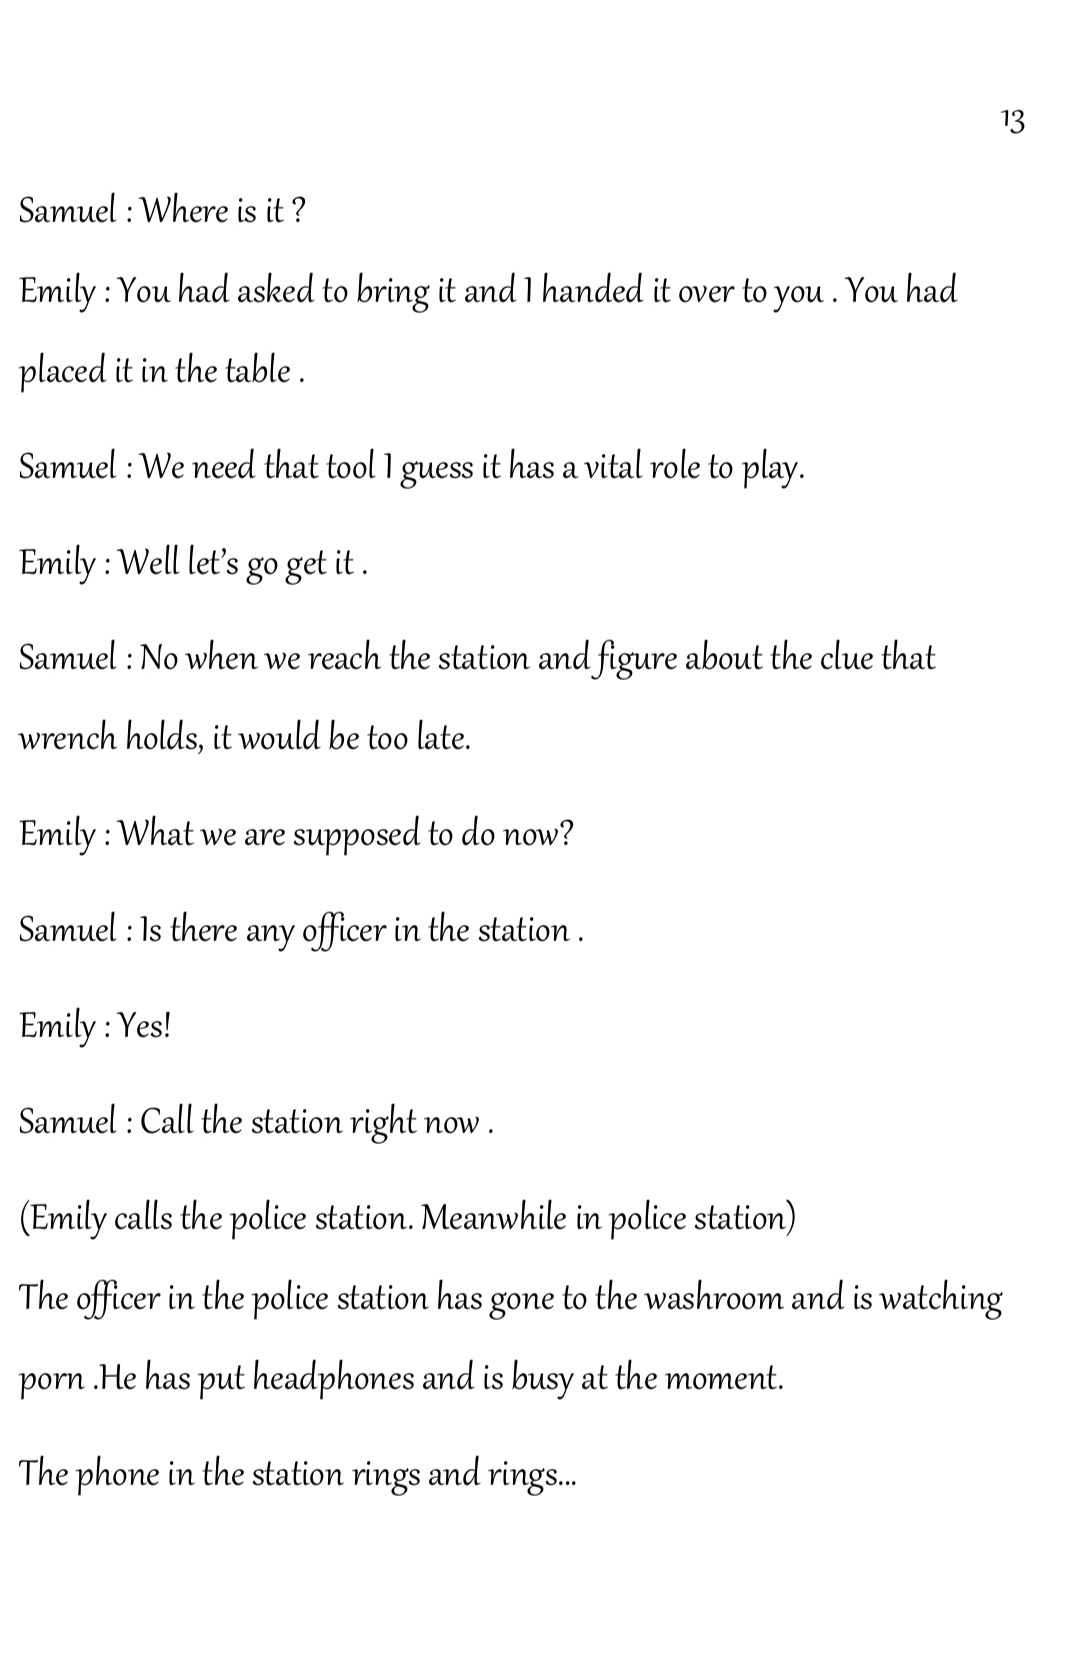 13
Samuel : Where is it ?
Emily : You had asked to bring it and I handed it over to you . You had
placed it in the table .
Samuel : We need that tool I guess it has a vital role to play.
Emily : Well let’s go get it .
Samuel : No when we reach the station and figure about the clue that
wrench holds, it would be too late.
Emily : What we are supposed to do now?
Samuel : Is there any officer in the station .
Emily : Yes!
Samuel : Call the station right now .
(Emily calls the police station. Meanwhile in police station)
The officer in the police station has gone to the washroom and is watching
porn .He has put headphones and is busy at the moment.
The phone in the station rings and rings...